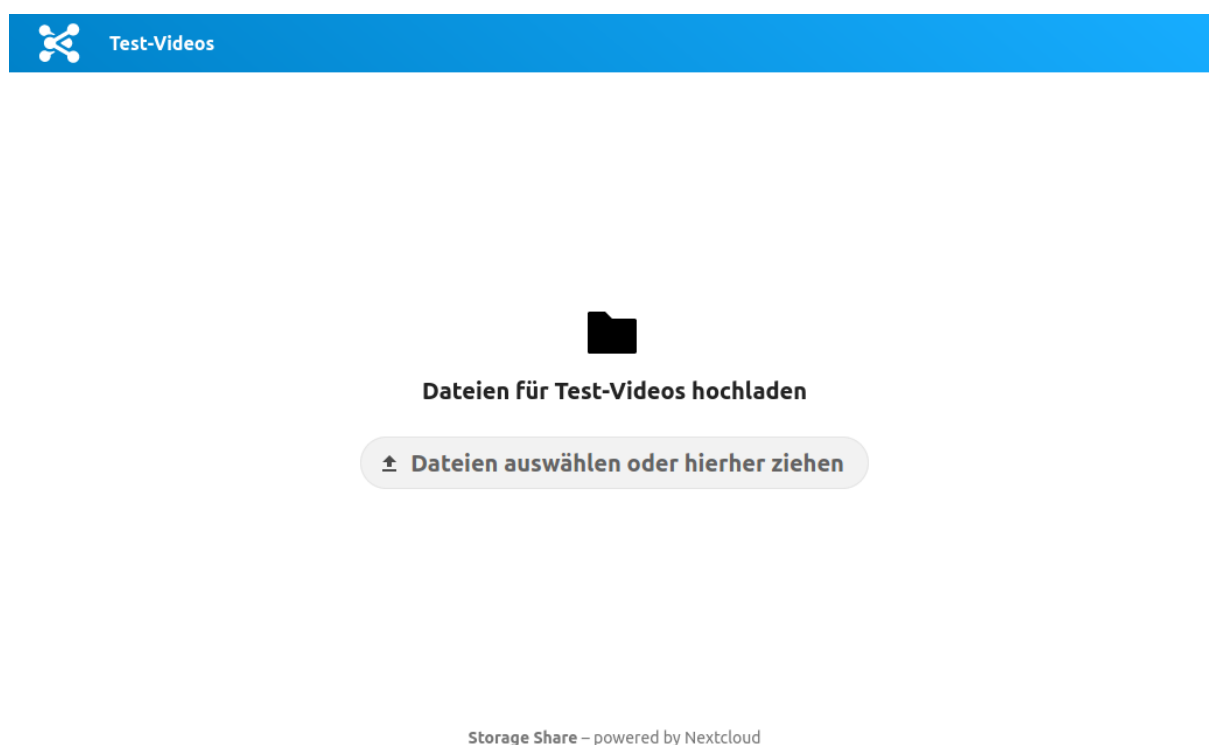 Test-Videos
Dateien für Test-Videos hochladen
Dateien auswählen oder hierher ziehen
Storage Share – powered by Nextcloud